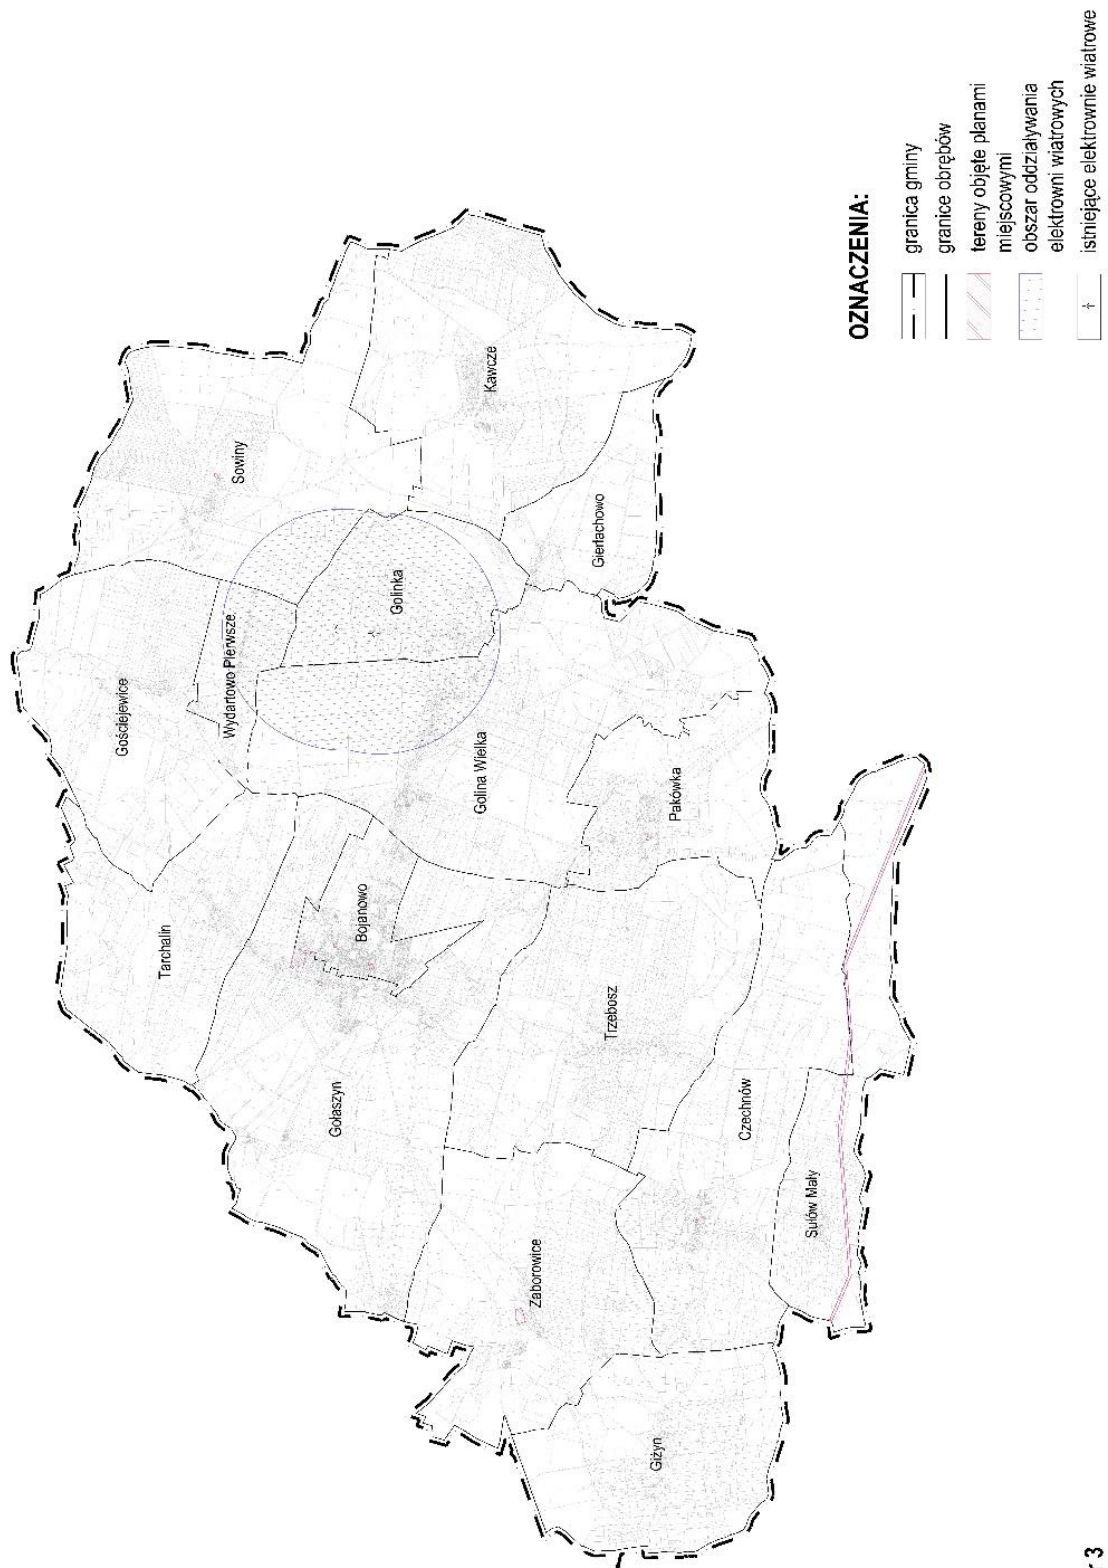 Gościejewice
Sowiny
Wydartowo Pierwsze
Tarchalin
Golinka
Kawcze
Gierłachowo
Golina Wielka
Bojanowo
Gołaszyn
Pakówka
Trzebosz
Czechnów
Sułów Mały
Zaborowice
Giżyn
OZNACZENIA:
granica gminy
granice obrębów
tereny objęte planami
miejscowymi
obszar oddziaływania
elektrowni wiatrowych
istniejące elektrownie wiatrowe
3